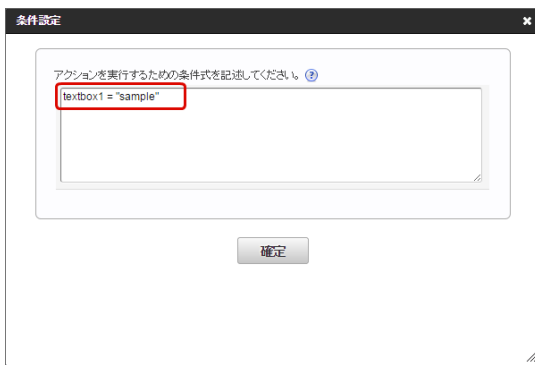 条件設定
アクションを実行するための条件式を記述してください。
textbox1 = "sample"
確定